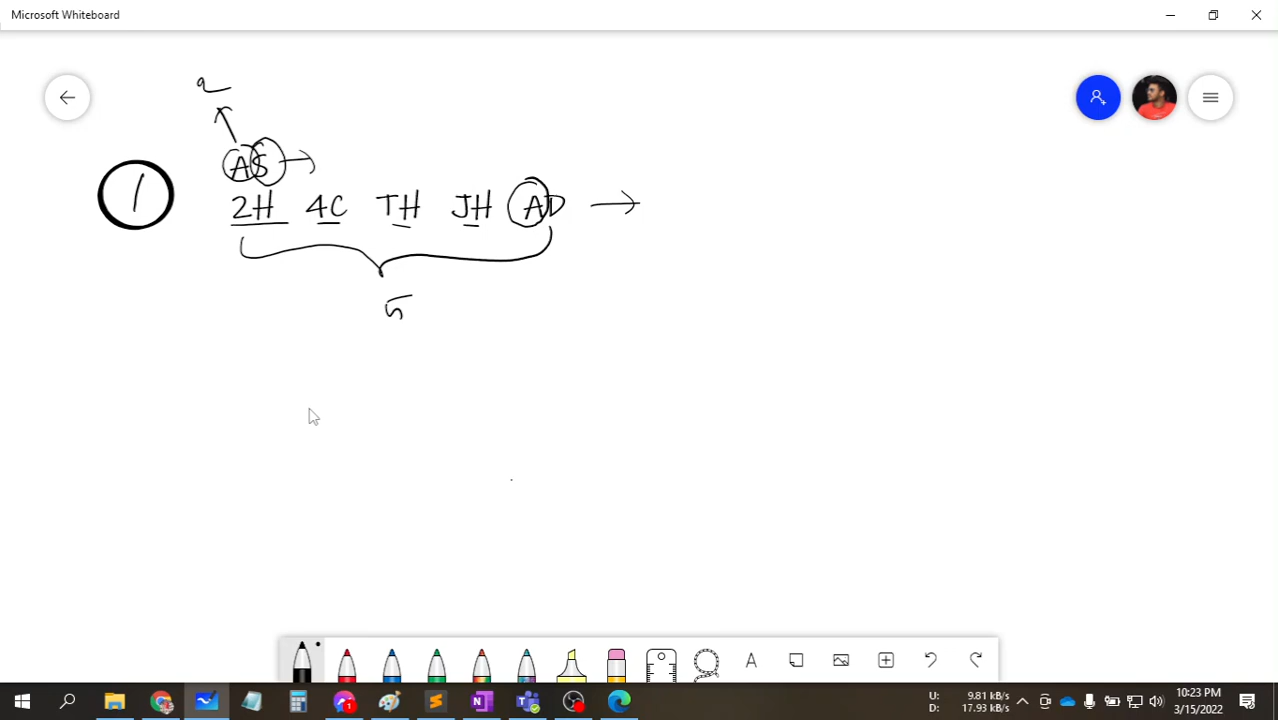 Microsoft Whiteboard
AS
1
2H 4C TH JH AD
5
A
U: 9.81 kB/s
D: 17.93 kB/s
1
10:23 PM
3/15/2022